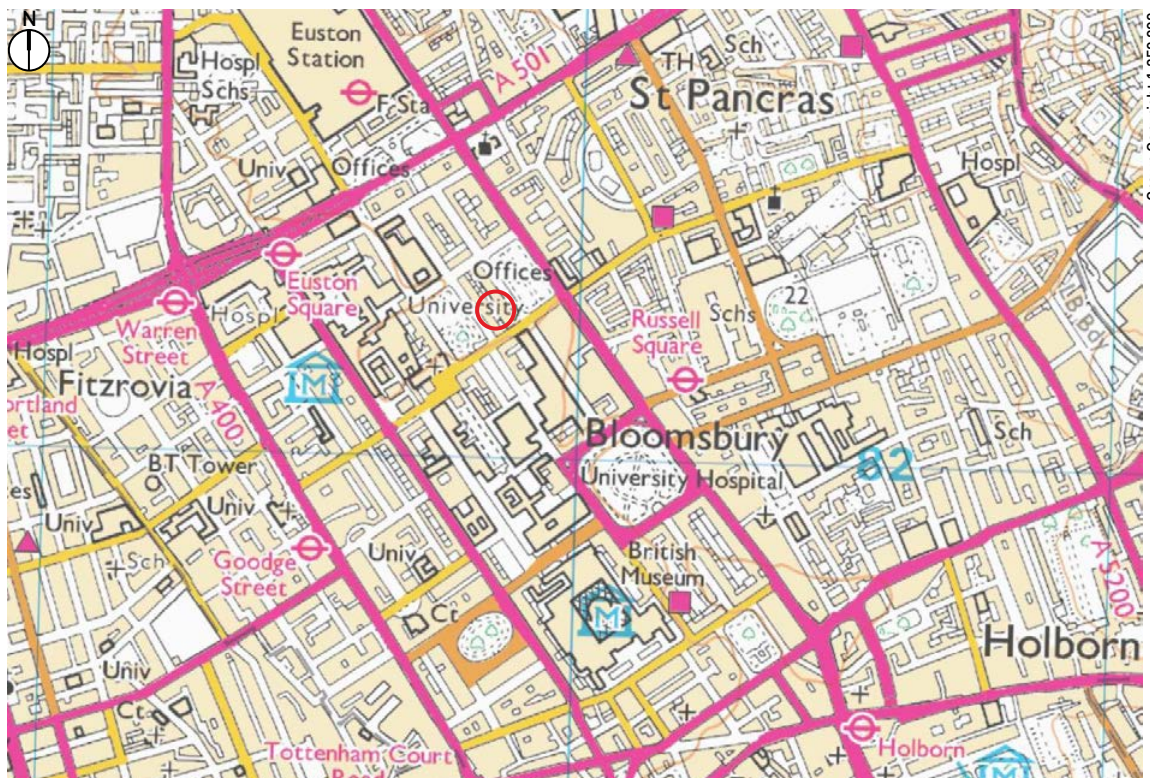 N
Euston
Station
Hospl
Schs
F Sta
A 501
TH
Sch
St Pancras
Univ
Offices
Hospl
Euston
Square
Offices
University
22
Russell
Square
Schs
Warren
Street
Hospl
Hospl
Fitzrovia
A 400
M
B Bdy
BT Tower
Bloomsbury
82
Sch
University
Hospital
Univ
Univ
Sch
Goodge
Street
Univ
British
Museum
M
Ct
A 5200
Holborn
Univ
Ct
Tottenham Court
Holborn
M